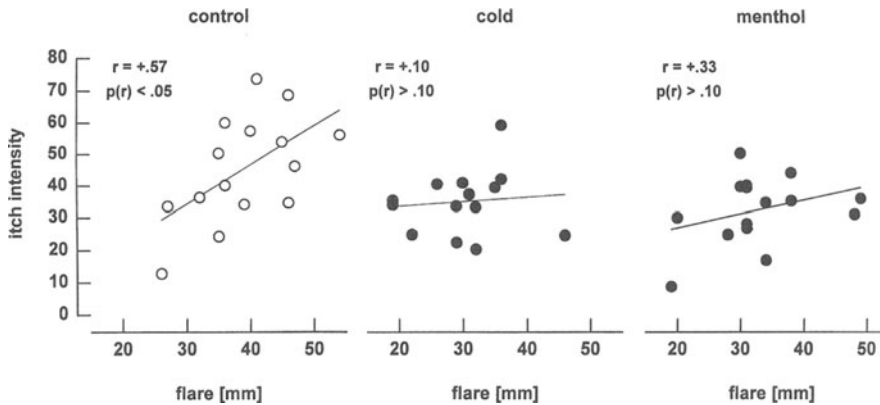 control cold menthol
r = +.57 r = +.10 r = +.33
p(r) < .05 p(r) > .10 p(r) > .10
itch intensity
80
70
60
50
40
30
20
10
0
20 30 40 50 20 30 40 50 20 30 40 50
flare [mm] flare [mm] flare [mm]